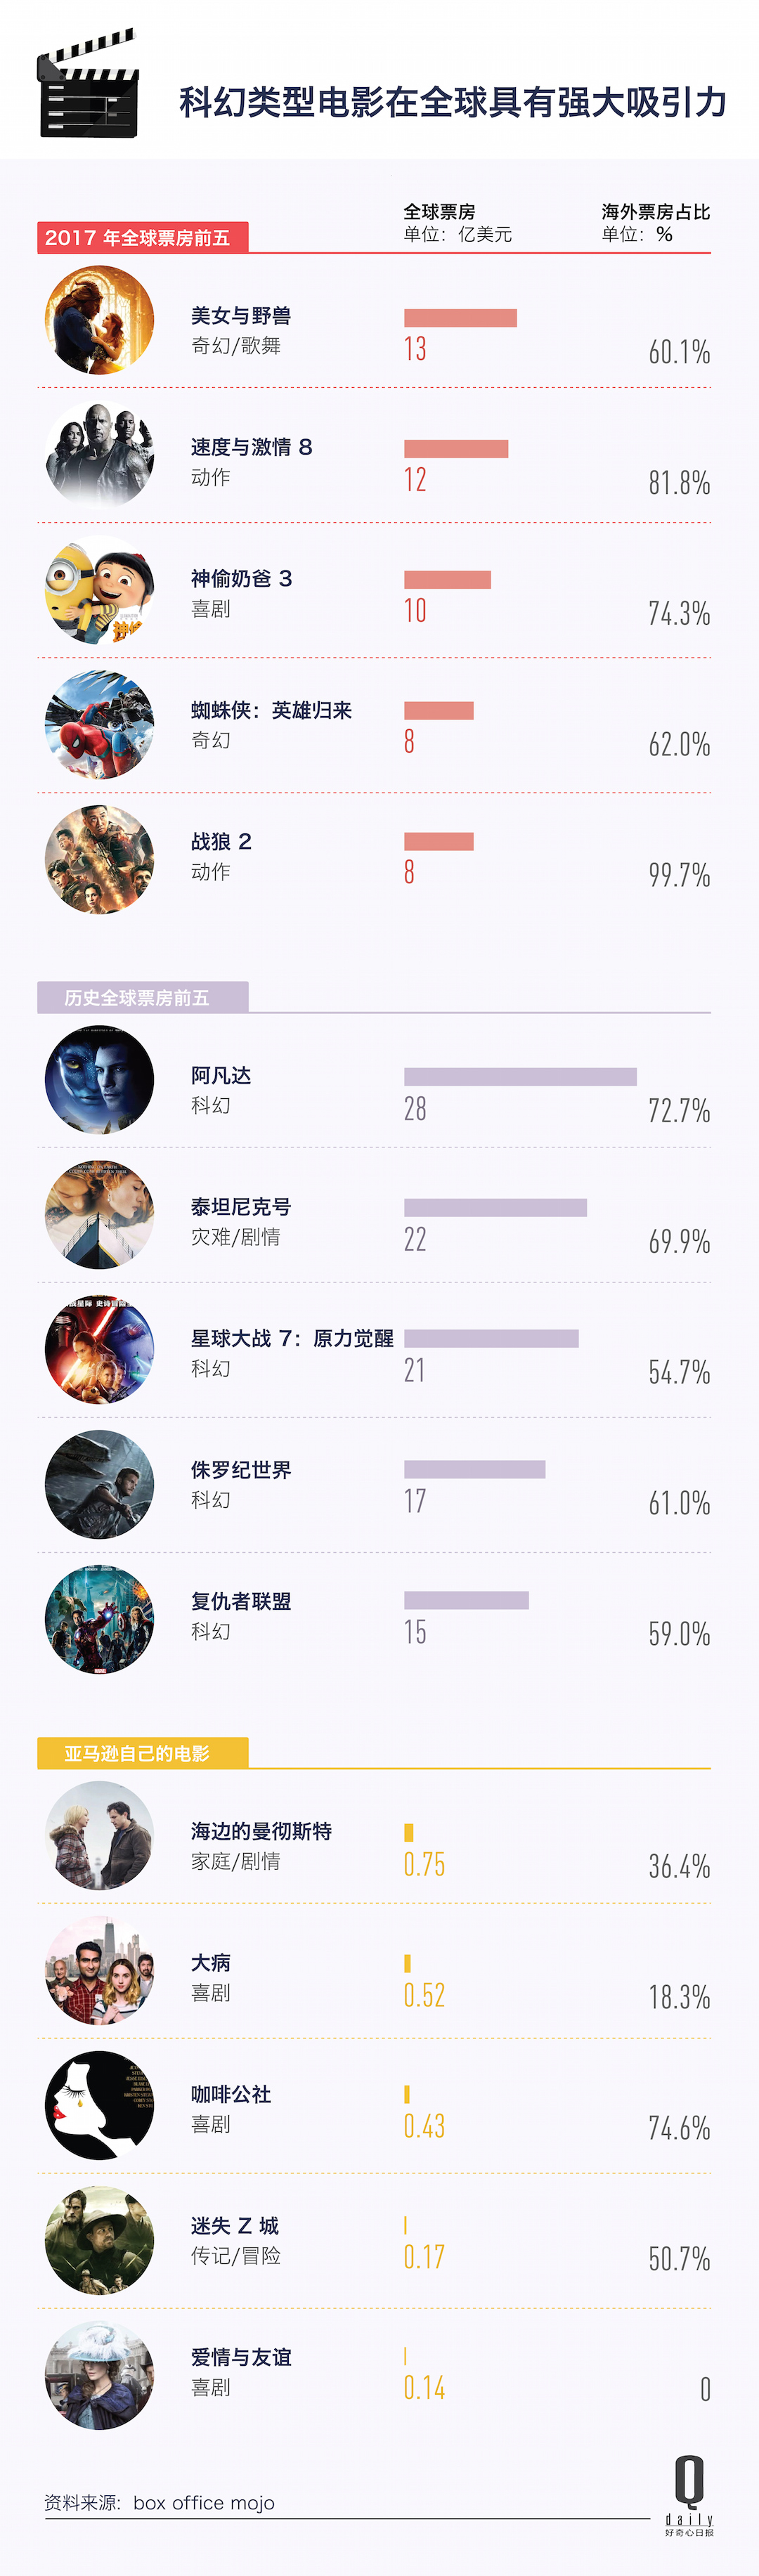 科幻类型电影在全球具有强大吸引力
全球票房
单位：亿美元
海外票房占比
单位：%
2017 年全球票房前五
美女与野兽
奇幻/歌舞
13
60.1%
速度与激情 8
动作
12
81.8%
神偷奶爸 3
喜剧
10
74.3%
蜘蛛侠：英雄归来
奇幻
8
62.0%
战狼 2
动作
8
99.7%
历史全球票房前五
阿凡达
科幻
28
72.7%
泰坦尼克号
灾难/剧情
22
69.9%
星球大战 7：原力觉醒
科幻
21
54.7%
侏罗纪世界
科幻
17
61.0%
复仇者联盟
科幻
15
59.0%
亚马逊自己的电影
海边的曼彻斯特
家庭/剧情
0.75
36.4%
大病
喜剧
0.52
18.3%
咖啡公社
喜剧
0.43
74.6%
迷失 Z 城
传记/冒险
0.17
50.7%
爱情与友谊
喜剧
0.14
0
资料来源：box office mojo
Q
daily
好奇心日报